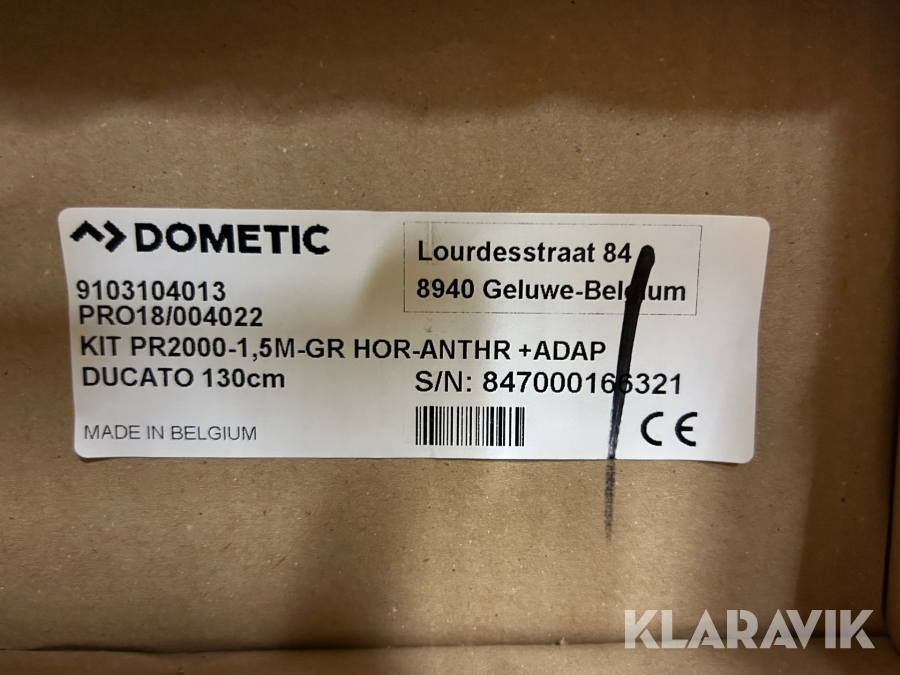 DOMETIC
Lourdesstraat 84
8940 Geluwe-Belgium
9103104013
PRO18/004022
KIT PR2000-1,5M-GR HOR-ANTHR +ADAP
DUCATO 130cm
S/N: 847000166321
MADE IN BELGIUM
CE
KLARAVIK